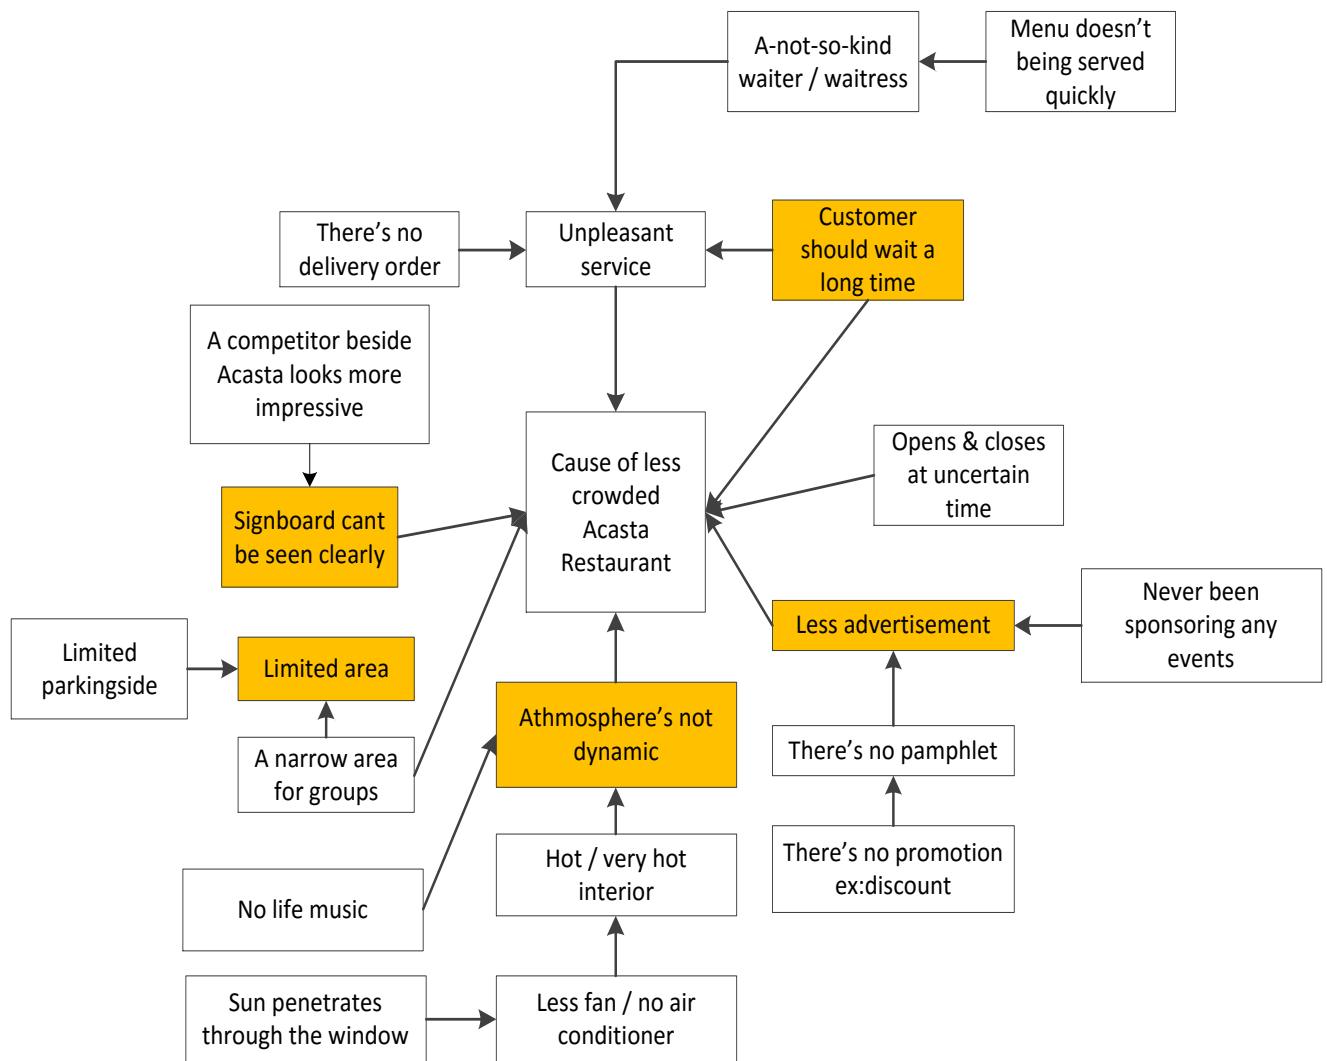 A-not-so-kind
waiter / waitress
Menu doesn’t
being served
quickly
There’s no
delivery order
Unpleasant
service
Customer
should wait a
long time
A competitor beside
Acasta looks more
impressive
Cause of less
crowded
Acasta
Restaurant
Opens & closes
at uncertain
time
Signboard cant
be seen clearly
Limited
parkingside
Limited area
Less advertisement
Never been
sponsoring any
events
Athmosphere’s not
dynamic
A narrow area
for groups
There’s no pamphlet
Hot / very hot
interior
There’s no promotion
ex:discount
No life music
Sun penetrates
through the window
Less fan / no air
conditioner